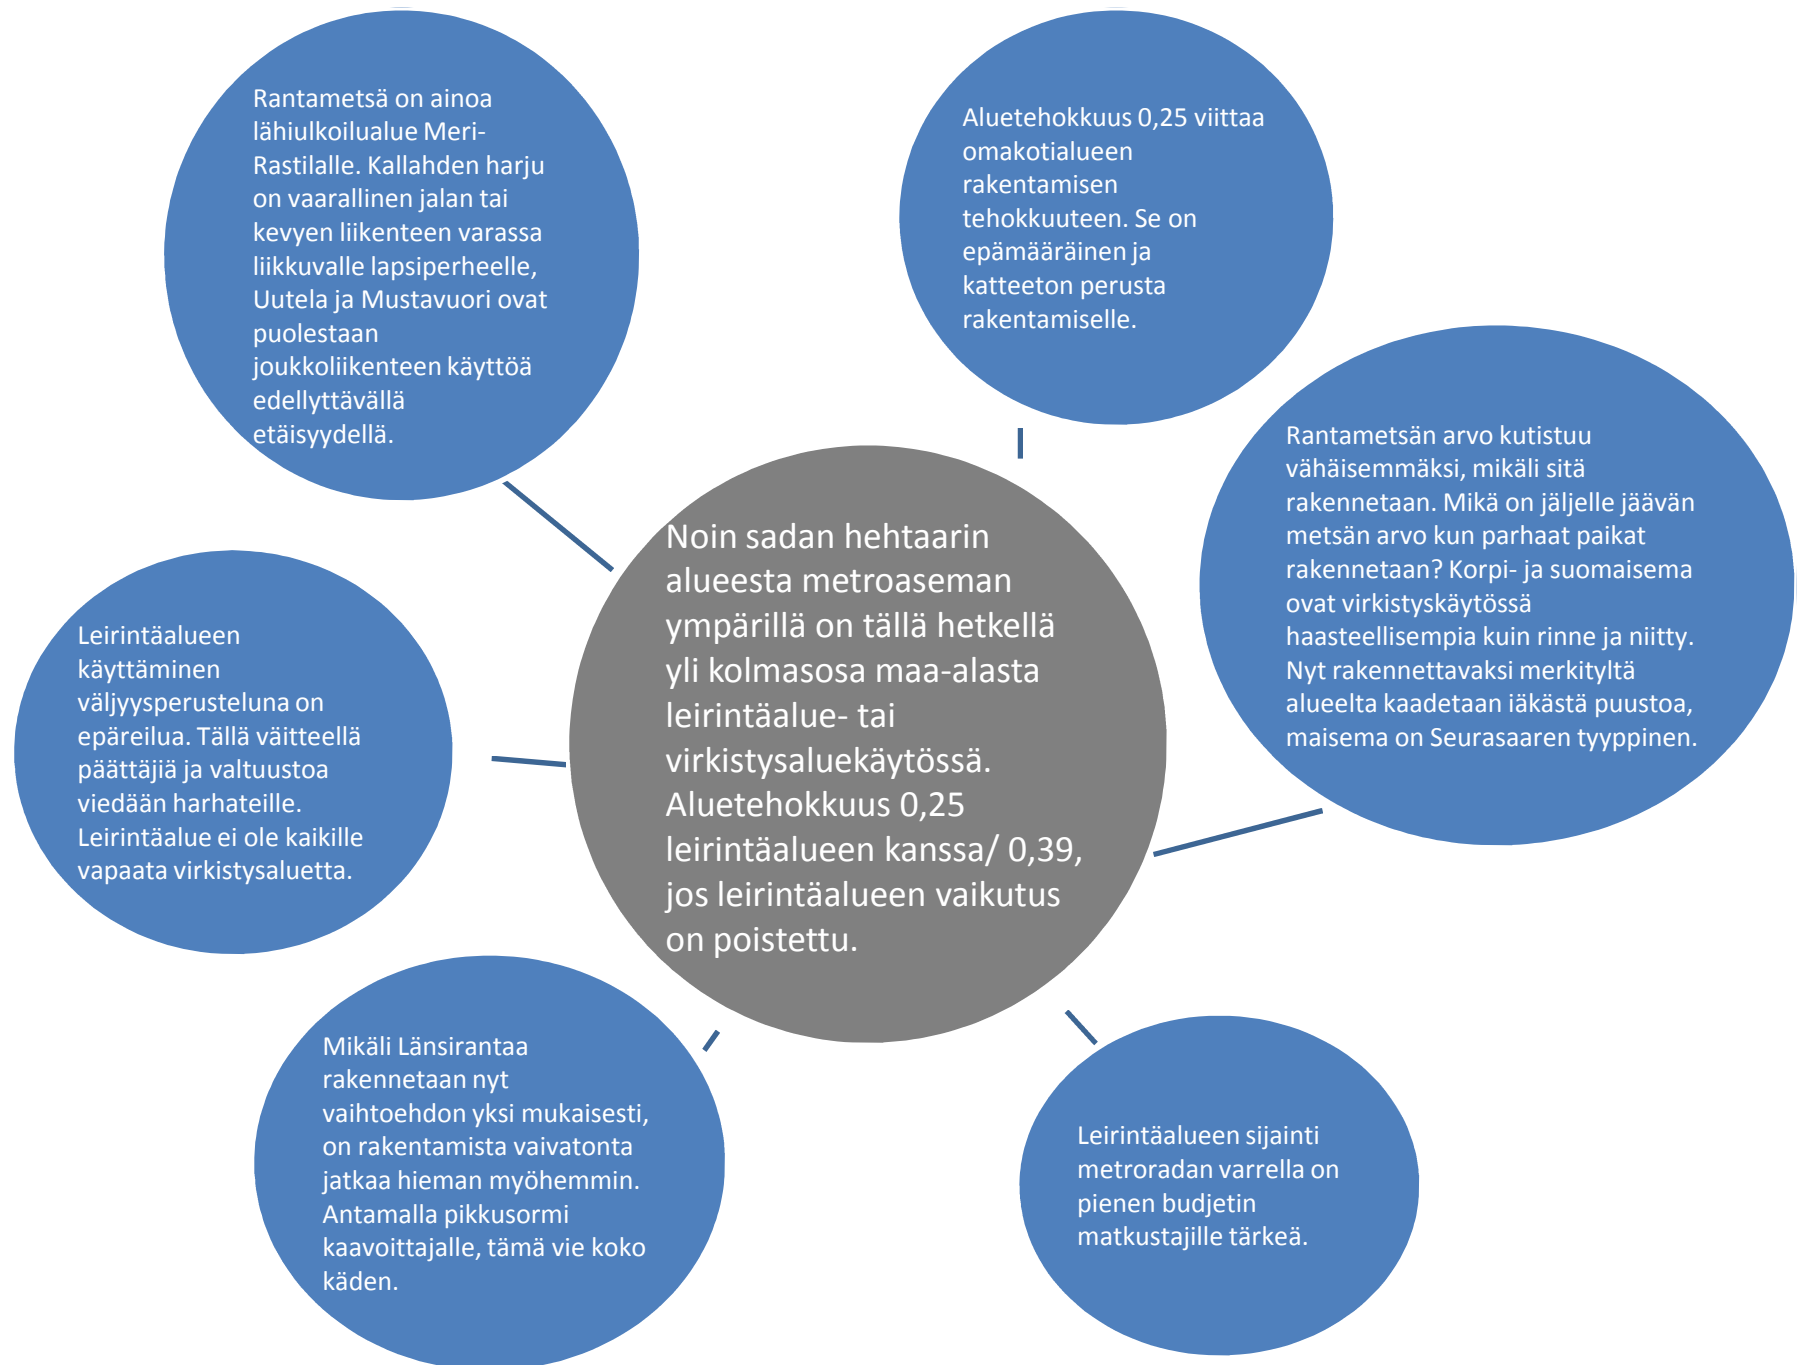 Rantametsä on ainoa
lähiulkoilualue Meri-
Rastilalle. Kallahden harju
on vaarallinen jalan tai
kevyen liikenteen varassa
liikkuvalle lapsiperheelle,
Uutela ja Mustavuori ovat
puolestaan
joukkoliikenteen käyttöä
edellyttävällä
etäisyydellä.
Aluetehokkuus 0,25 viittaa
omakotialueen
rakentamisen
tehokkuuteen. Se on
epämääräinen ja
katteeton perusta
rakentamiselle.
Rantametsän arvo kutistuu
vähäisemmäksi, mikäli sitä
rakennetaan. Mikä on jäljelle jäävän
metsän arvo kun parhaat paikat
rakennetaan? Korpi- ja suomaisema
ovat virkistyskäytössä
haasteellisempia kuin rinne ja niitty.
Nyt rakennettavaksi merkityltä
alueelta kaadetaan iäkästä puustoa,
maisema on Seurasaaren tyyppinen.
Noin sadan hehtaarin
alueesta metroaseman
ympärillä on tällä hetkellä
yli kolmasosa maa-alasta
leirintäalue- tai
virkistysaluekäytössä.
Aluetehokkuus 0,25
leirintäalueen kanssa/ 0,39,
jos leirintäalueen vaikutus
on poistettu.
Leirintäalueen
käyttäminen
väljyysperusteluna on
epäreilua. Tällä väitteellä
päättäjiä ja valtuustoa
viedään harhateille.
Leirintäalue ei ole kaikille
vapaata virkistysaluetta.
Mikäli Länsirantaa
rakennetaan nyt
vaihtoehdon yksi mukaisesti,
on rakentamista vaivatonta
jatkaa hieman myöhemmin.
Antamalla pikkusormi
kaavoittajalle, tämä vie koko
käden.
Leirintäalueen sijainti
metroradan varrella on
pienen budjetin
matkustajille tärkeä.